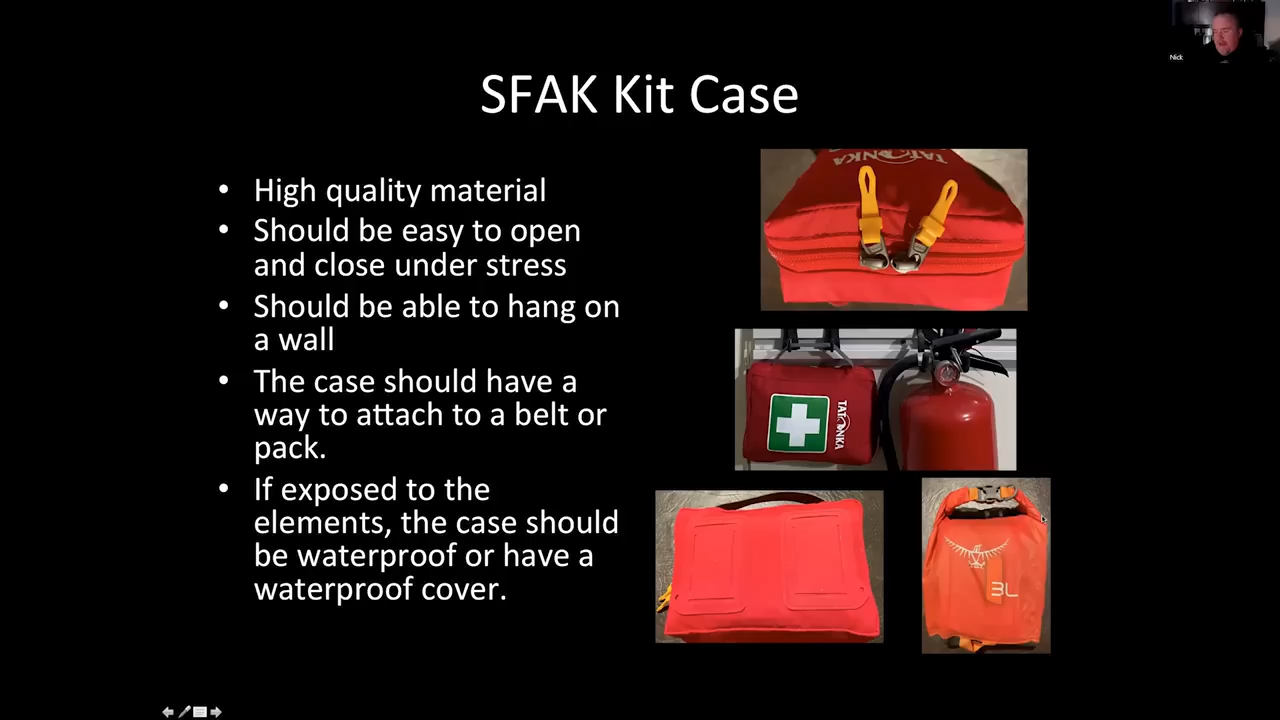 Nick
SFAK Kit Case
• High quality material
• Should be easy to open
and close under stress
• Should be able to hang on
a wall
• The case should have a
way to attach to a belt or
pack.
• If exposed to the
elements, the case should
be waterproof or have a
waterproof cover.
TATONKA
TATONKA
3L